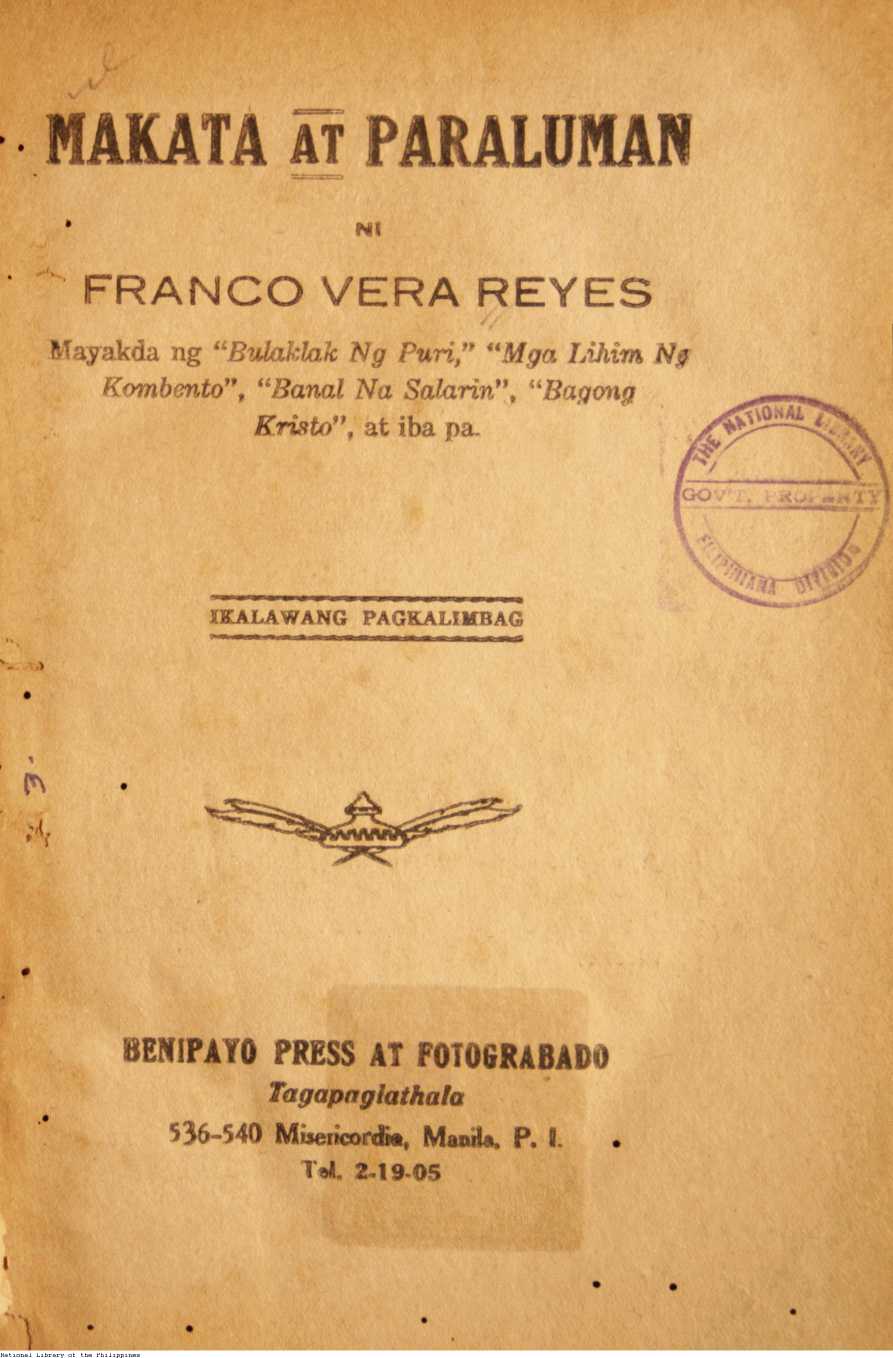 MAKATA AT PARALUMAN
NI
FRANCO VERA REYES
Mayakda ng “Bulaklak Ng Puri,” “Mga Lihim Ng
Kombento”, “Banal Na Salarin”, “Bagong
Kristo”, at iba pa.
THE NATIONAL LIBRARY
GOV'T. PROPERTY
FILIPINIANA DIVISION
IKALAWANG PAGKALIMBAG
BENIPAYO PRESS AT FOTOGRABADO
Tagapaglathala
536-540 Misericordia, Manila, P. I.
Tel. 2-19-05
National Library of the Philippines